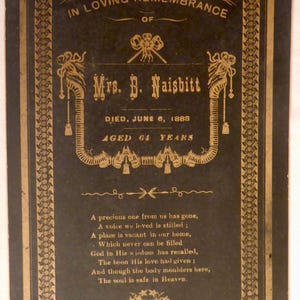 IN LOVING REMEMBRANCE
OF
Mrs. B. Naisbitt
DIED, JUNE 6, 1888
AGED 64 YEARS
A precious one from us has gone,
A voice we loved is stilled ;
A place is vacant in our home,
Which never can be filled
God in His wisdom has recalled,
The boon His love had given ;
And though the body moulders here,
The soul is safe in Heaven.